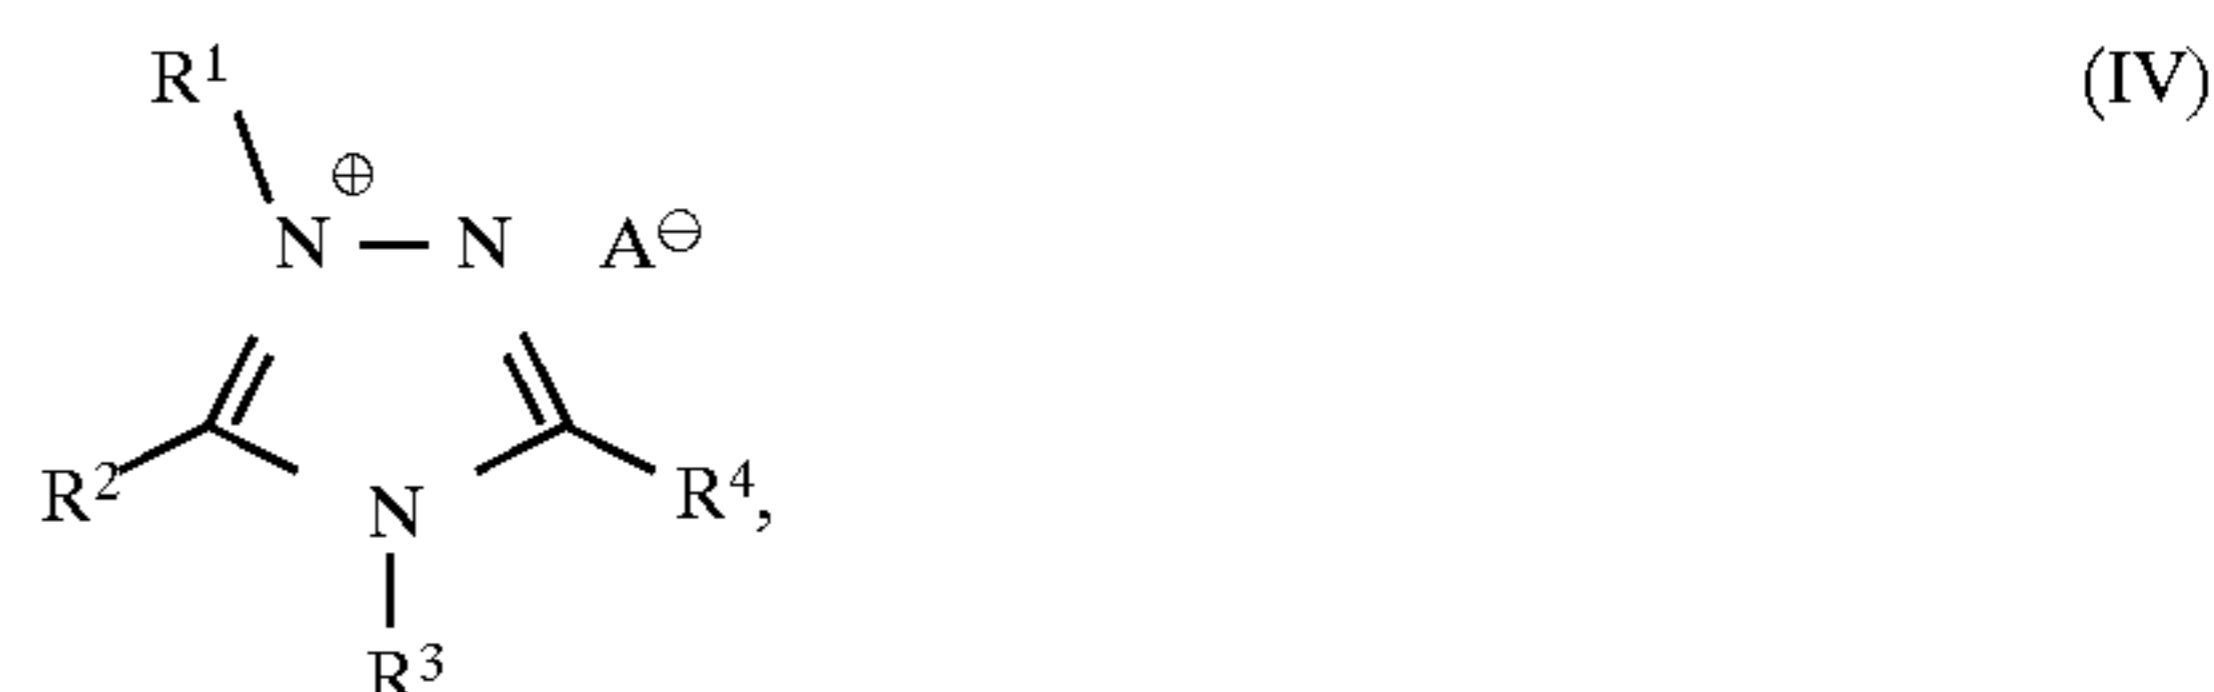 R¹ (IV)
⊕
N — N A⊖
R² N R⁴,
R³